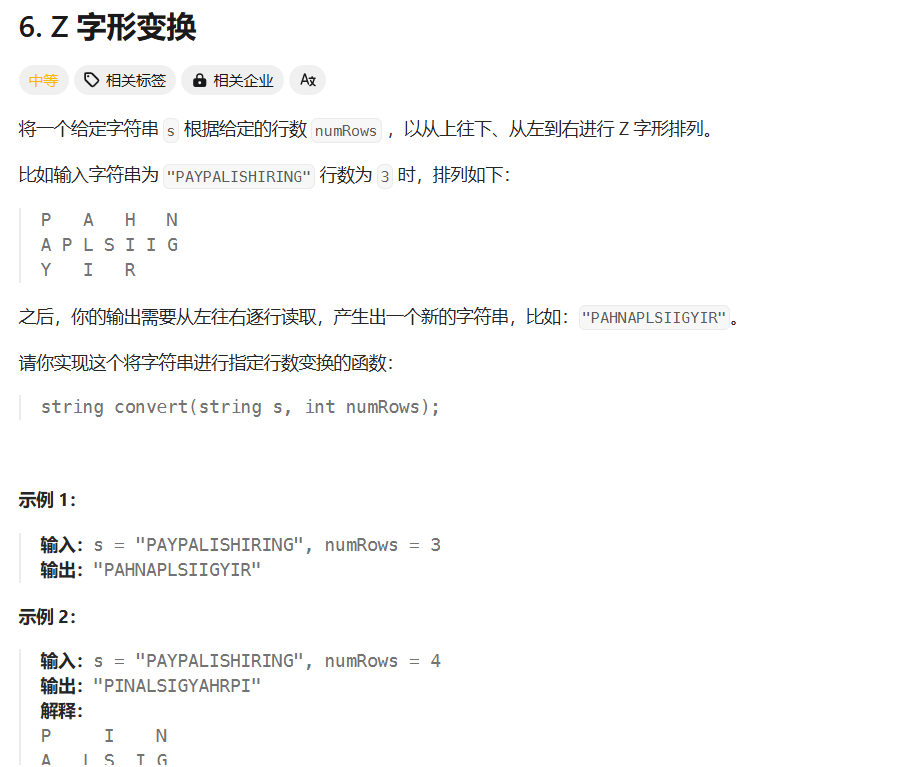 6. Z 字形变换
中等 相关标签 相关企业 Ax
将一个给定字符串 s 根据给定的行数 numRows ，以从上往下、从左到右进行 Z 字形排列。
比如输入字符串为 "PAYPALISHIRING" 行数为 3 时，排列如下：
P   A   H   N
A P L S I I G
Y   I   R
之后，你的输出需要从左往右逐行读取，产生出一个新的字符串，比如："PAHNAPLSIIGYIR"。
请你实现这个将字符串进行指定行数变换的函数：
string convert(string s, int numRows);
示例 1：
输入：s = "PAYPALISHIRING", numRows = 3
输出："PAHNAPLSIIGYIR"
示例 2：
输入：s = "PAYPALISHIRING", numRows = 4
输出："PINALSIGYAHRPI"
解释：
P     I    N
A   L S  I G